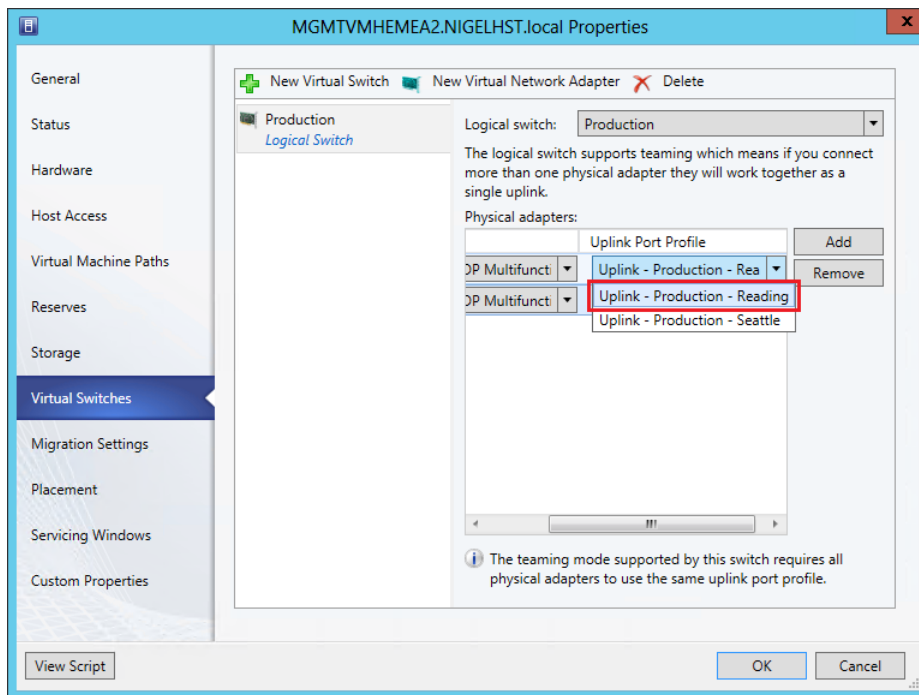 MGMTVMHEMEA2.NIGELHST.local Properties
x
General
Status
Hardware
Host Access
Virtual Machine Paths
Reserves
Storage
Virtual Switches
Migration Settings
Placement
Servicing Windows
Custom Properties
New Virtual Switch New Virtual Network Adapter Delete
Production
Logical Switch
Logical switch: Production
The logical switch supports teaming which means if you connect
more than one physical adapter they will work together as a
single uplink.
Physical adapters:
Uplink Port Profile
Add
DP Multifuncti
Uplink - Production - Rea
Remove
DP Multifuncti
Uplink - Production - Reading
Uplink - Production - Seattle
The teaming mode supported by this switch requires all
physical adapters to use the same uplink port profile.
View Script
OK
Cancel